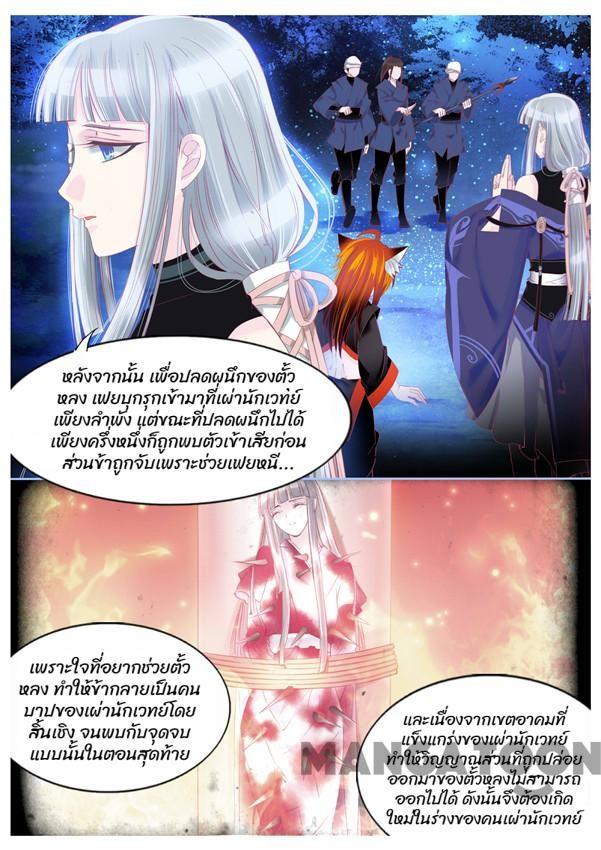 หลังจากนั้น เพื่อปลดผนึกของตั้ว
หลง เฟยบุกรุกเข้ามาที่เผ่านักเวทย์
เพียงลำพัง แต่ขณะที่ปลดผนึกไปได้
เพียงครึ่งหนึ่งก็ถูกพบตัวเข้าเสียก่อน
ส่วนข้าถูกจับเพราะช่วยเฟยหนี...
เพราะใจที่อยากช่วยตั้ว
หลง ทำให้ข้ากลายเป็นคน
บาปของเผ่านักเวทย์โดย
สิ้นเชิง จนพบกับจุดจบ
แบบนั้นในตอนสุดท้าย
และเนื่องจากเขตอาคมที่
แข็งแกร่งของเผ่านักเวทย์
ทำให้วิญญาณส่วนที่ถูกปล่อย
ออกมาของตั้วหลงไม่สามารถ
ออกไปได้ ดังนั้นจึงต้องเกิด
ใหม่ในร่างของคนเผ่านักเวทย์
MANGATOON